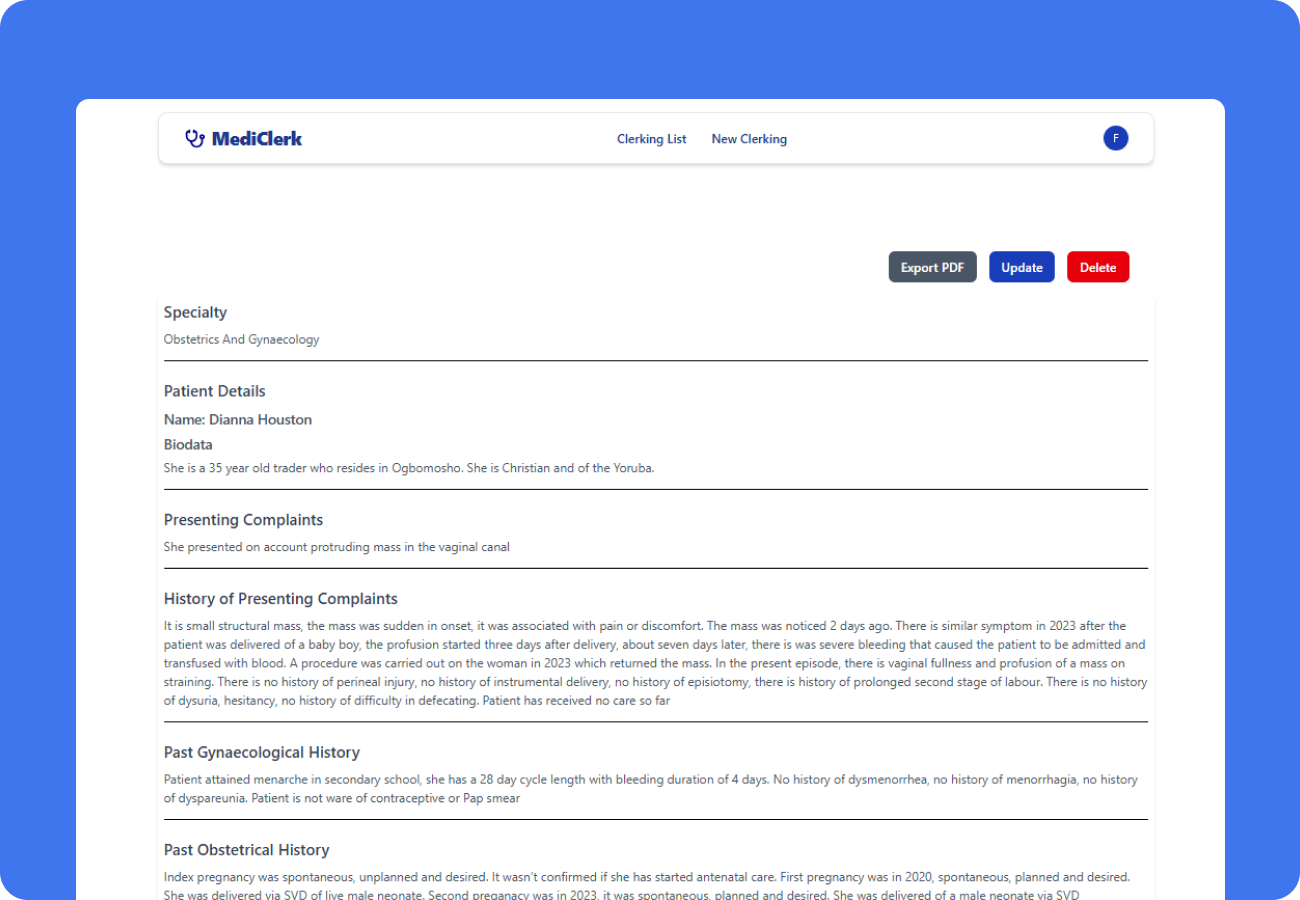 MediClerk
Clerking List
New Clerking
F
Export PDF
Update
Delete
Specialty
Obstetrics And Gynaecology
Patient Details
Name: Dianna Houston
Biodata
She is a 35 year old trader who resides in Ogbomosho. She is Christian and of the Yoruba.
Presenting Complaints
She presented on account protruding mass in the vaginal canal
History of Presenting Complaints
It is small structural mass, the mass was sudden in onset, it was associated with pain or discomfort. The mass was noticed 2 days ago. There is similar symptom in 2023 after the
patient was delivered of a baby boy, the profusion started three days after delivery, about seven days later, there is was severe bleeding that caused the patient to be admitted and
transfused with blood. A procedure was carried out on the woman in 2023 which returned the mass. In the present episode, there is vaginal fullness and profusion of a mass on
straining. There is no history of perineal injury, no history of instrumental delivery, no history of episiotomy, there is history of prolonged second stage of labour. There is no history
of dysuria, hesitancy, no history of difficulty in defecating. Patient has received no care so far
Past Gynaecological History
Patient attained menarche in secondary school, she has a 28 day cycle length with bleeding duration of 4 days. No history of dysmenorrhea, no history of menorrhagia, no history
of dyspareunia. Patient is not ware of contraceptive or Pap smear
Past Obstetrical History
Index pregnancy was spontaneous, unplanned and desired. It wasn't confirmed if she has started antenatal care. First pregnancy was in 2020, spontaneous, planned and desired.
She was delivered via SVD of live male neonate. Second preganacy was in 2023, it was spontaneous, planned and desired. She was delivered of a male neonate via SVD